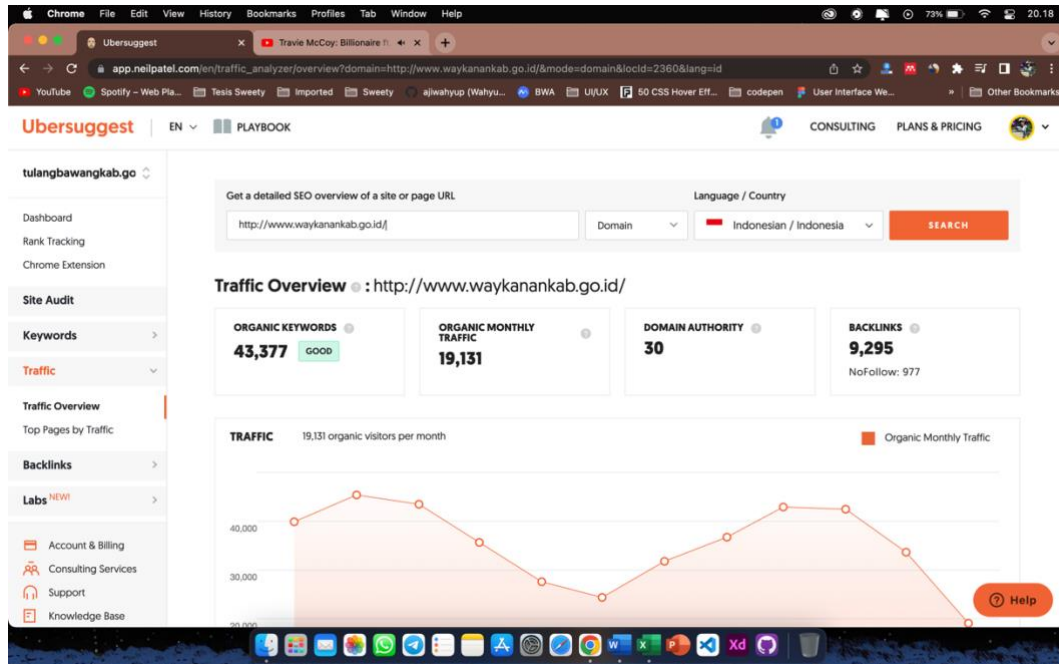 Chrome File Edit View History Bookmarks Profiles Tab Window Help 73% 20.18
Ubersuggest Travie McCoy: Billionaire ft.
app.neilpatel.com/en/traffic_analyzer/overview?domain=http://www.waykanankab.go.id/&mode=domain&locId=2360&lang=id
YouTube Spotify – Web Pla... Tesis Sweety Imported Sweety ajiwahyup (Wahyu... BWA UI/UX 50 CSS Hover Eff... codepen User Interface We... » Other Bookmarks
Ubersuggest EN PLAYBOOK 1 CONSULTING PLANS & PRICING
tulangbawangkab.go
Get a detailed SEO overview of a site or page URL Language / Country
http://www.waykanankab.go.id/ Domain Indonesian / Indonesia SEARCH
Dashboard
Rank Tracking
Chrome Extension
Site Audit
Keywords
Traffic
Traffic Overview
Top Pages by Traffic
Backlinks
Labs NEW!
Account & Billing
Consulting Services
Support
Knowledge Base
Traffic Overview : http://www.waykanankab.go.id/
ORGANIC KEYWORDS
43,377 GOOD
ORGANIC MONTHLY
TRAFFIC
19,131
DOMAIN AUTHORITY
30
BACKLINKS
9,295
NoFollow: 977
TRAFFIC 19,131 organic visitors per month Organic Monthly Traffic
40,000
30,000
20,000
? Help
W X P Xd